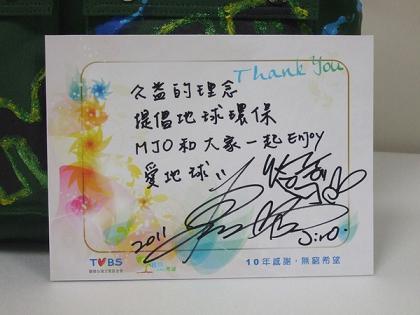 Thank You
久益的理念
提倡地球環保
MJO和大家一起Enjoy
愛地球
2011
Jiro.
TVBS
10年感謝，無窮希望